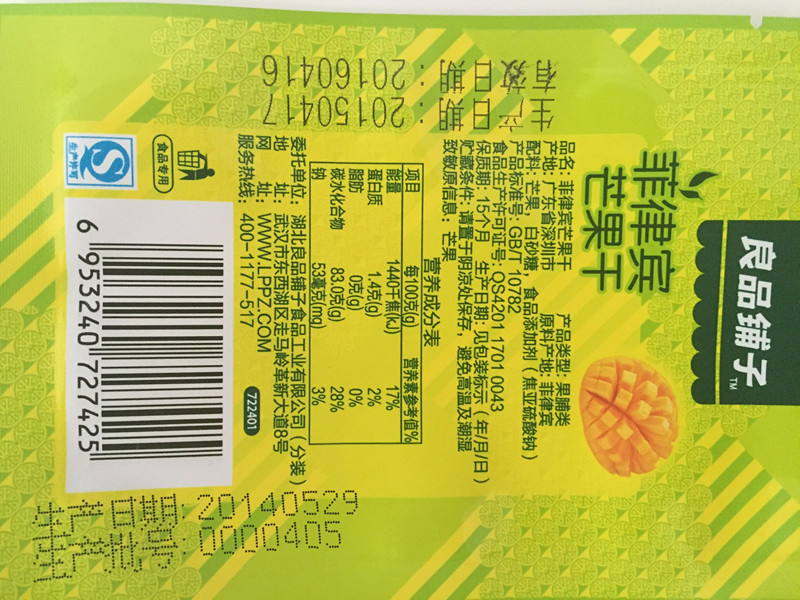 良品铺子TM
菲律宾
芒果干
品名：菲律宾芒果干 产品类型：果脯类
产地：广东省深圳市 原料产地：菲律宾
配料：芒果，白砂糖，食品添加剂（焦亚硫酸钠）
产品标准号：GB/T 10782
食品生产许可证号：QS4201 1701 0043
保质期：15个月 生产日期：见包装标示（年/月/日）
贮藏条件：请置于阴凉处保存，避免高温及潮湿
致敏原信息：芒果
营养成分表
项目 每100克(g) 营养素参考值%
能量 1440千焦(kJ) 17%
蛋白质 1.4克(g) 2%
脂肪 0克(g) 0%
碳水化合物 83.0克(g) 28%
钠 53毫克(mg) 3%
委托单位：湖北良品铺子食品工业有限公司（分装）
地 址：武汉市东西湖区走马岭革新大道8号
网 址：WWW.LPPZ.COM
服务热线：400-1177-517
722401
食品专用
生产许可
6 953240 727425
生产日期：20150417
有效日期：20160416
生产日期:20140529
0000405